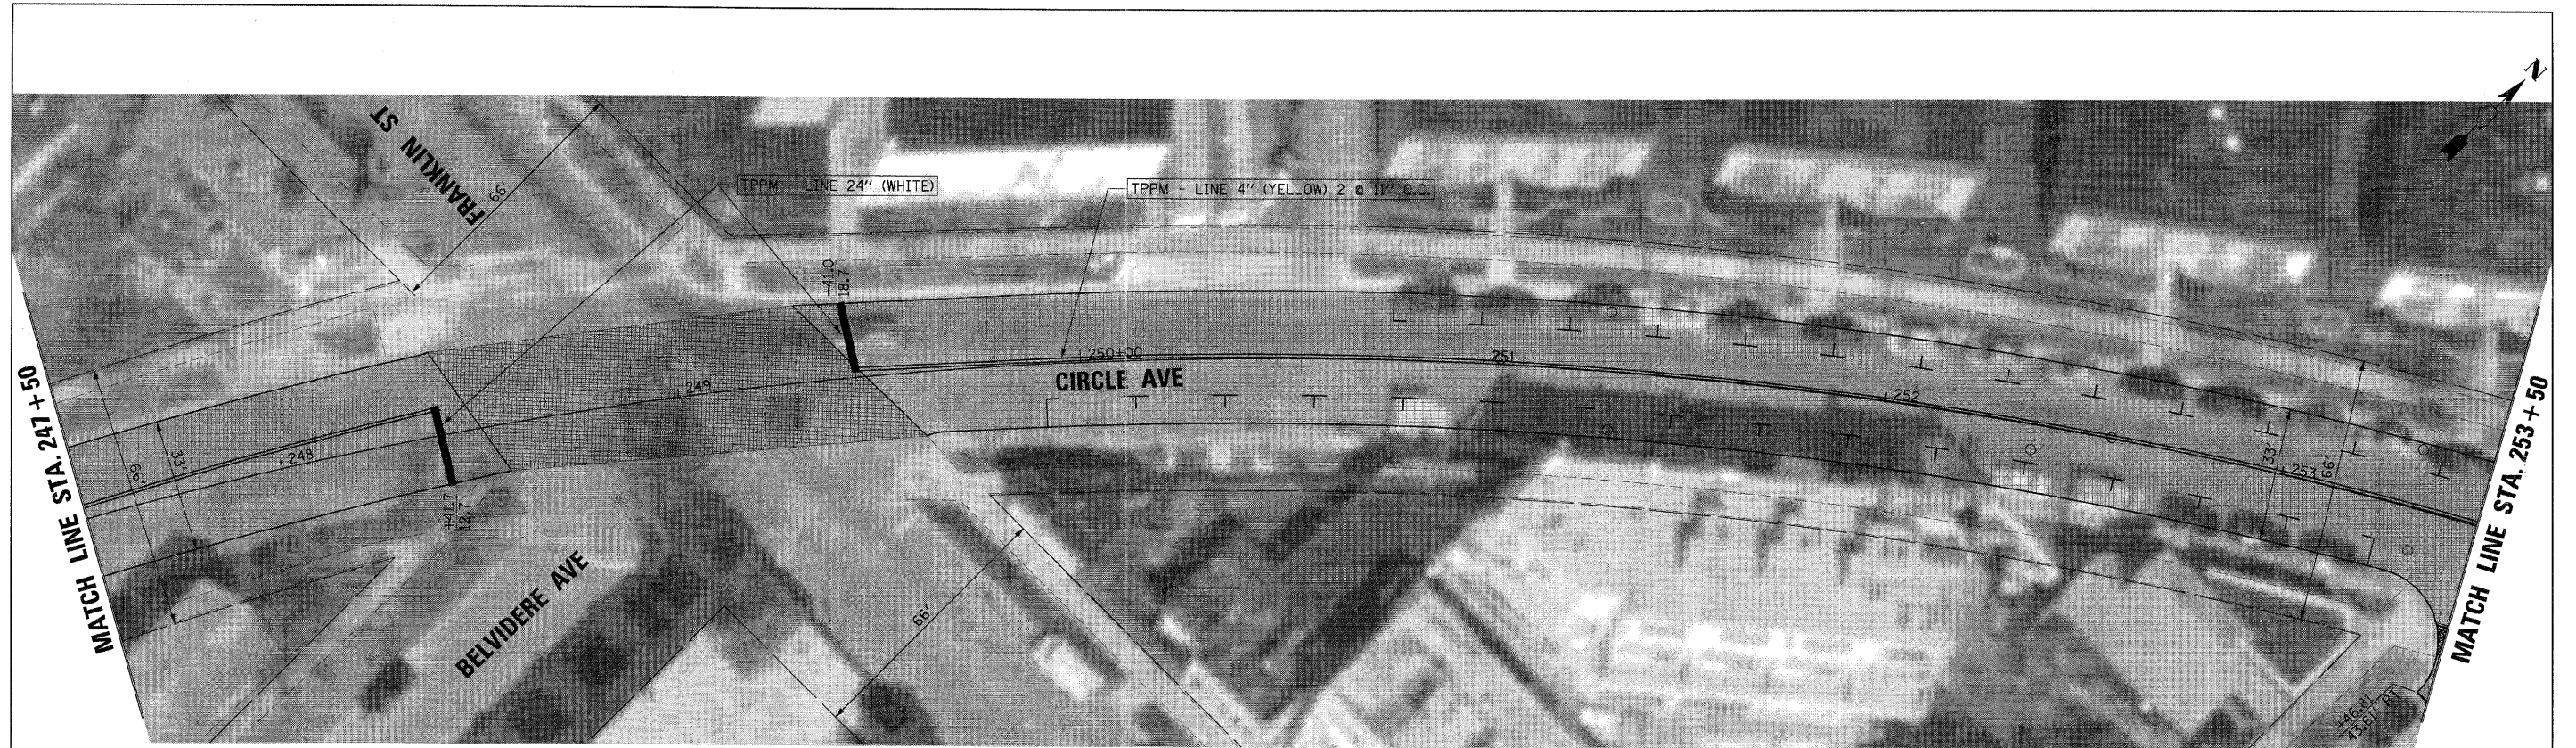 N
FRANKLIN ST
66'
TPPM - LINE 24" (WHITE)
TPPM - LINE 4" (YELLOW) 2 @ 11" O.C.
+41.0
18.7
250+00
251
CIRCLE AVE
249
252
MATCH LINE STA. 247+50
66'
33'
248
+41.7
12.7
33'
253
66'
MATCH LINE STA. 253+50
BELVIDERE AVE
66'
+46.81
43.61' RT